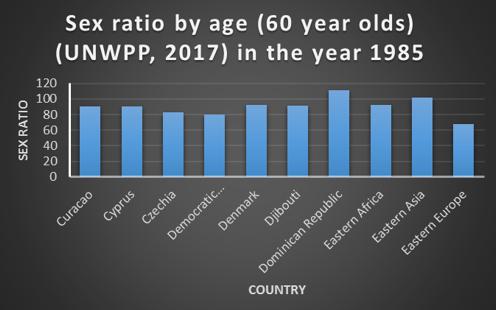 Sex ratio by age (60 year olds)
(UNWPP, 2017) in the year 1985
SEX RATIO
120
100
80
60
40
20
0
Curacao
Cyprus
Czechia
Democratic...
Denmark
Djibouti
Dominican Republic
Eastern Africa
Eastern Asia
Eastern Europe
COUNTRY